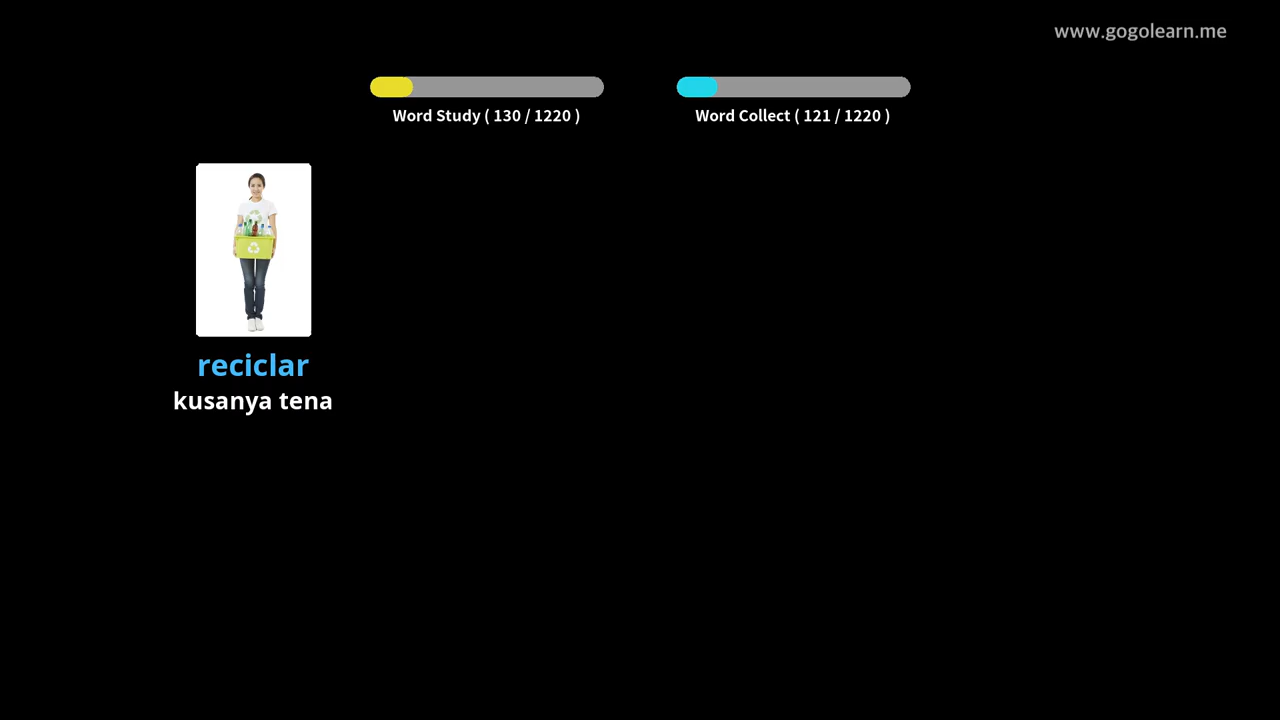 www.gogolearn.me
Word Study ( 130 / 1220 )
Word Collect ( 121 / 1220 )
reciclar
kusanya tena